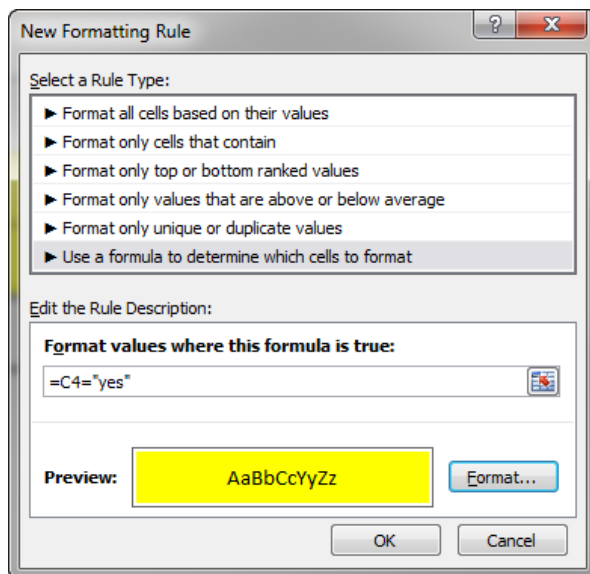 New Formatting Rule
Select a Rule Type:
► Format all cells based on their values
► Format only cells that contain
► Format only top or bottom ranked values
► Format only values that are above or below average
► Format only unique or duplicate values
► Use a formula to determine which cells to format
Edit the Rule Description:
Format values where this formula is true:
=C4="yes"
Preview: AaBbCcYyZz Format...
OK Cancel